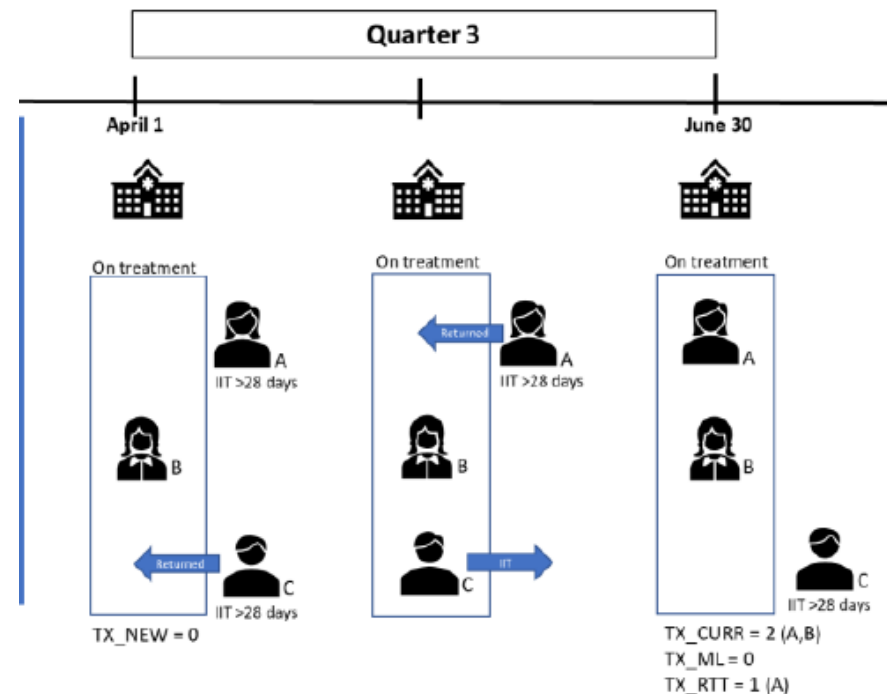 Quarter 3
April 1
June 30
On treatment
On treatment
On treatment
A
IIT >28 days
Returned
A
IIT >28 days
A
B
B
B
Returned
C
IIT >28 days
C
IIT
C
IIT >28 days
TX_NEW = 0
TX_CURR = 2 (A,B)
TX_ML = 0
TX_RTT = 1 (A)